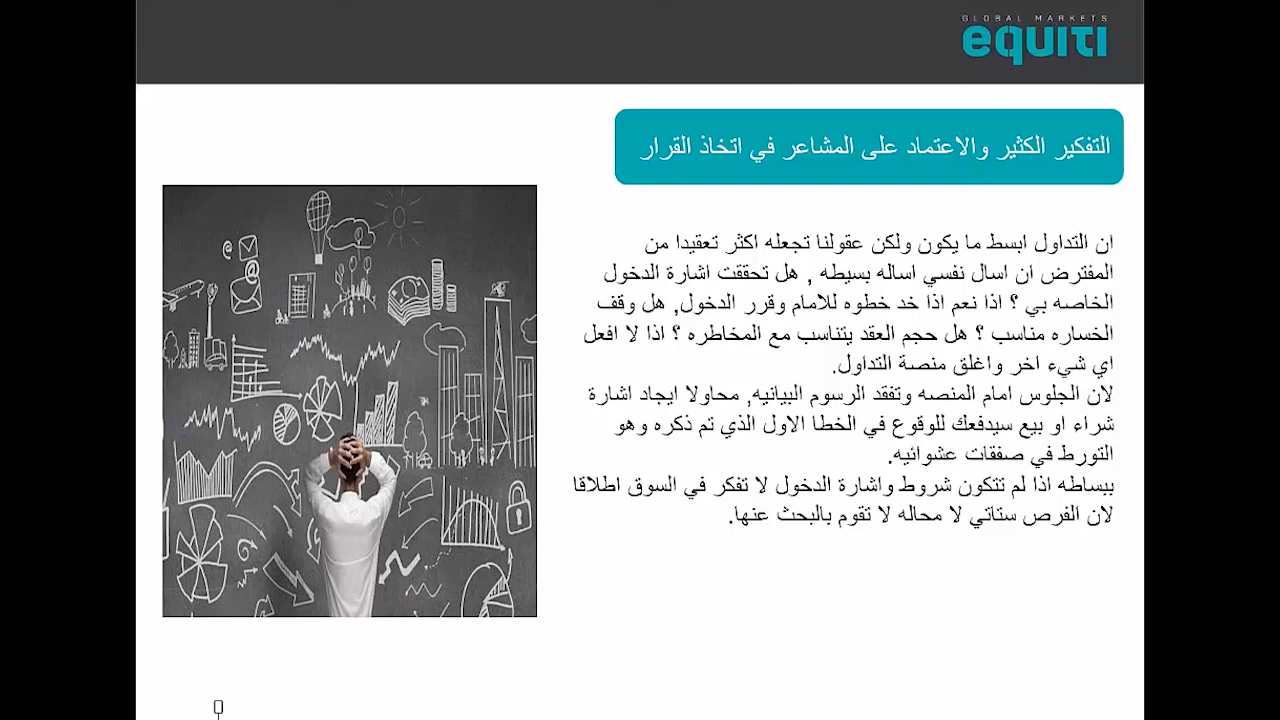 GLOBAL MARKETS
equiti
التفكير الكثير والاعتماد على المشاعر في اتخاذ القرار
ان التداول ابسط ما يكون ولكن عقولنا تجعله اكثر تعقيدا من
المفترض ان اسال نفسي اساله بسيطه , هل تحققت اشارة الدخول
الخاصه بي ؟ اذا نعم اذا خد خطوه للامام وقرر الدخول, هل وقف
الخساره مناسب ؟ هل حجم العقد يتناسب مع المخاطره ؟ اذا لا افعل
اي شيء اخر واغلق منصة التداول.
لان الجلوس امام المنصه وتفقد الرسوم البيانيه, محاولا ايجاد اشارة
شراء او بيع سيدفعك للوقوع في الخطا الاول الذي تم ذكره وهو
التورط في صفقات عشوائيه.
ببساطه اذا لم تتكون شروط واشارة الدخول لا تفكر في السوق اطلاقا
لان الفرص ستاتي لا محاله لا تقوم بالبحث عنها.